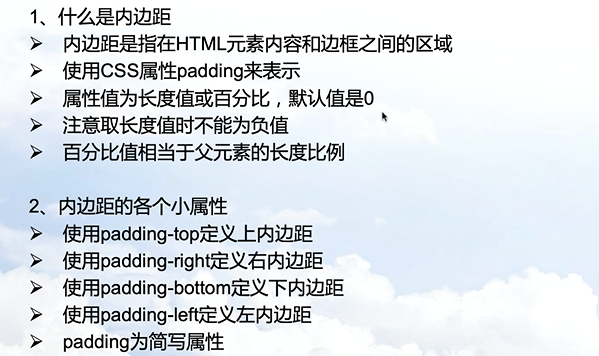 1、什么是内边距
➢ 内边距是指在HTML元素内容和边框之间的区域
➢ 使用CSS属性padding来表示
➢ 属性值为长度值或百分比，默认值是0
➢ 注意取长度值时不能为负值
➢ 百分比值相当于父元素的长度比例
2、内边距的各个小属性
➢ 使用padding-top定义上内边距
➢ 使用padding-right定义右内边距
➢ 使用padding-bottom定义下内边距
➢ 使用padding-left定义左内边距
➢ padding为简写属性